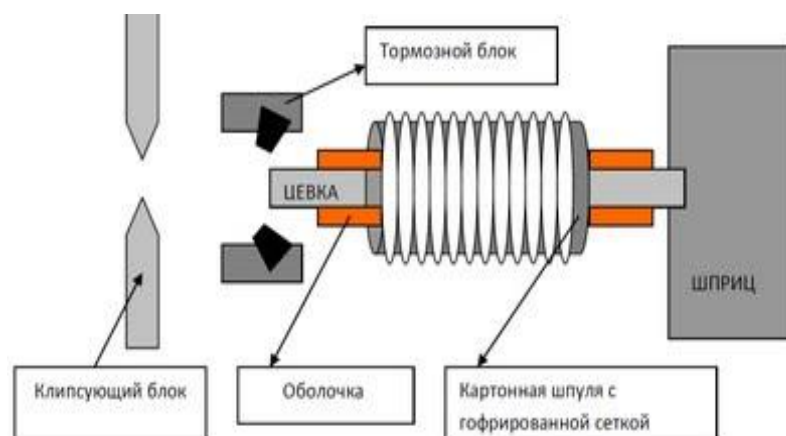 Тормозной блок
ЦЕВКА
ШПРИЦ
Клипсующий блок
Оболочка
Картонная шпуля с
гофрированной сеткой